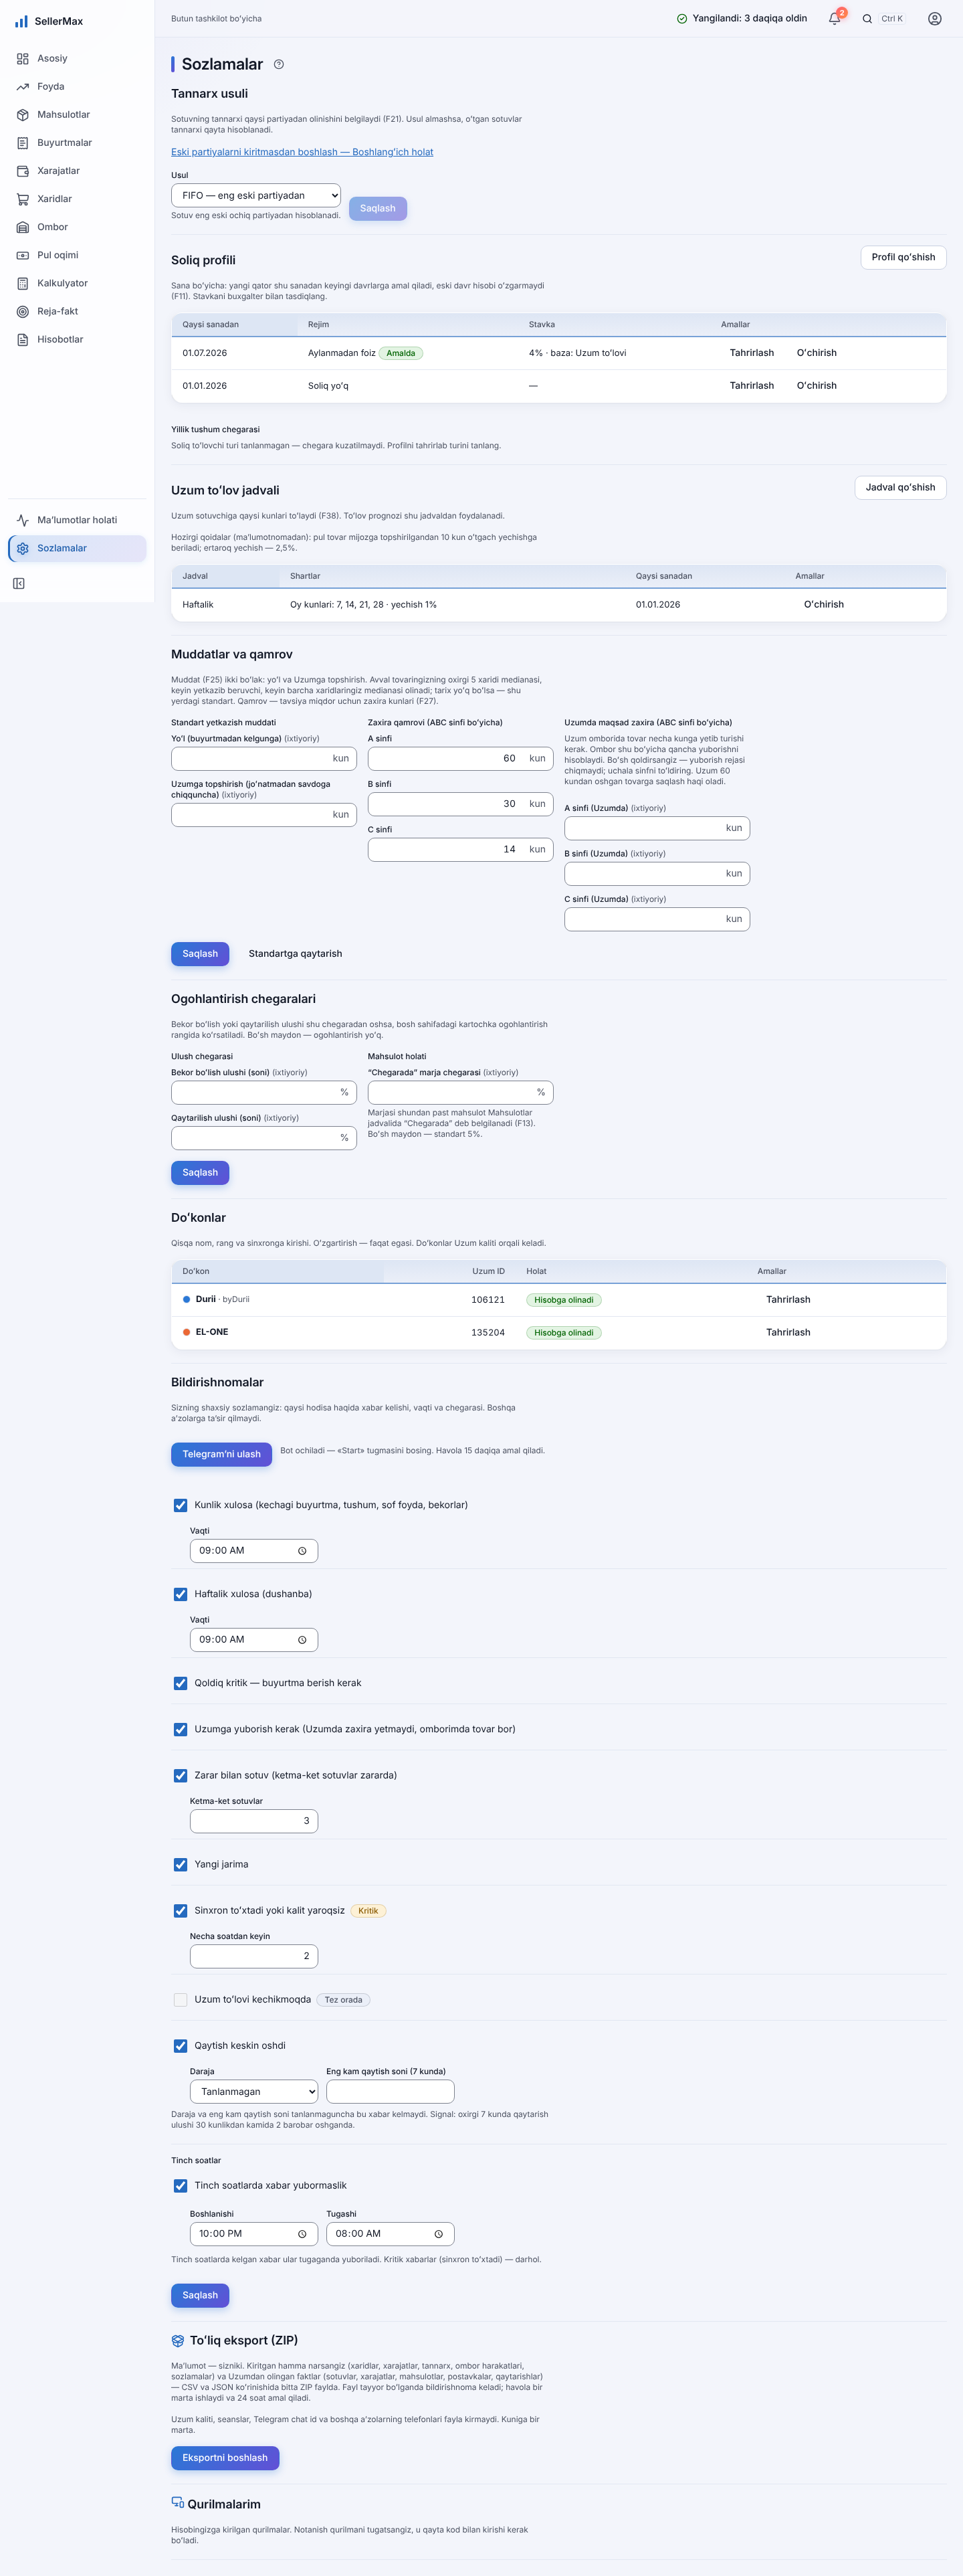 SellerMax
Asosiy
Foyda
Mahsulotlar
Buyurtmalar
Xarajatlar
Xaridlar
Ombor
Pul oqimi
Kalkulyator
Reja-fakt
Hisobotlar
Ma'lumotlar holati
Sozlamalar
Butun tashkilot bo'yicha
Yangilandi: 3 daqiqa oldin
2
Ctrl K
Sozlamalar
Tannarx usuli
Sotuvning tannarxi qaysi partiyadan olinishini belgilaydi (F21). Usul almashsa, o'tgan sotuvlar
tannarxi qayta hisoblanadi.
Eski partiyalarni kiritmasdan boshlash — Boshlang'ich holat
Usul
FIFO — eng eski partiyadan
Saqlash
Sotuv eng eski ochiq partiyadan hisoblanadi.
Soliq profili
Profil qo'shish
Sana bo'yicha: yangi qator shu sanadan keyingi davrlarga amal qiladi, eski davr hisobi o'zgarmaydi
(F11). Stavkani buxgalter bilan tasdiqlang.
Qaysi sanadan Rejim Stavka Amallar
01.07.2026 Aylanmadan foiz Amalda 4% · baza: Uzum to'lovi Tahrirlash O'chirish
01.01.2026 Soliq yo'q — Tahrirlash O'chirish
Yillik tushum chegarasi
Soliq to'lovchi turi tanlanmagan — chegara kuzatilmaydi. Profilni tahrirlab turini tanlang.
Uzum to'lov jadvali
Jadval qo'shish
Uzum sotuvchiga qaysi kunlari to'laydi (F38). To'lov prognozi shu jadvaldan foydalanadi.
Hozirgi qoidalar (ma'lumotnomadan): pul tovar mijozga topshirilgandan 10 kun o'tgach yechishga
beriladi; ertaroq yechish — 2,5%.
Jadval Shartlar Qaysi sanadan Amallar
Haftalik Oy kunlari: 7, 14, 21, 28 · yechish 1% 01.01.2026 O'chirish
Muddatlar va qamrov
Muddat (F25) ikki bo'lak: yo'l va Uzumga topshirish. Avval tovaringizning oxirgi 5 xaridi medianasi,
keyin yetkazib beruvchi, keyin barcha xaridlaringiz medianasi olinadi; tarix yo'q bo'lsa — shu
yerdagi standart. Qamrov — tavsiya miqdor uchun zaxira kunlari (F27).
Standart yetkazish muddati
Yo'l (buyurtmadan kelgunga) (ixtiyoriy)
kun
Uzumga topshirish (jo'natmadan savdoga
chiqquncha) (ixtiyoriy)
kun
Zaxira qamrovi (ABC sinfi bo'yicha)
A sinfi
60 kun
B sinfi
30 kun
C sinfi
14 kun
Uzumda maqsad zaxira (ABC sinfi bo'yicha)
Uzum omborida tovar necha kunga yetib turishi
kerak. Ombor shu bo'yicha qancha yuborishni
hisoblaydi. Bo'sh qoldirsangiz — yuborish rejasi
chiqmaydi; uchala sinfni to'ldiring. Uzum 60
kundan oshgan tovarga saqlash haqi oladi.
A sinfi (Uzumda) (ixtiyoriy)
kun
B sinfi (Uzumda) (ixtiyoriy)
kun
C sinfi (Uzumda) (ixtiyoriy)
kun
Saqlash
Standartga qaytarish
Ogohlantirish chegaralari
Bekor bo'lish yoki qaytarilish ulushi shu chegaradan oshsa, bosh sahifadagi kartochka ogohlantirish
rangida ko'rsatiladi. Bo'sh maydon — ogohlantirish yo'q.
Ulush chegarasi
Bekor bo'lish ulushi (soni) (ixtiyoriy)
%
Qaytarilish ulushi (soni) (ixtiyoriy)
%
Mahsulot holati
"Chegarada" marja chegarasi (ixtiyoriy)
%
Marjasi shundan past mahsulot Mahsulotlar
jadvalida "Chegarada" deb belgilanadi (F13).
Bo'sh maydon — standart 5%.
Saqlash
Do'konlar
Qisqa nom, rang va sinxronga kirishi. O'zgartirish — faqat egasi. Do'konlar Uzum kaliti orqali keladi.
Do'kon Uzum ID Holat Amallar
Durii · byDurii 106121 Hisobga olinadi Tahrirlash
EL-ONE 135204 Hisobga olinadi Tahrirlash
Bildirishnomalar
Sizning shaxsiy sozlamangiz: qaysi hodisa haqida xabar kelishi, vaqti va chegarasi. Boshqa
a'zolarga ta'sir qilmaydi.
Telegram'ni ulash
Bot ochiladi — «Start» tugmasini bosing. Havola 15 daqiqa amal qiladi.
Kunlik xulosa (kechagi buyurtma, tushum, sof foyda, bekorlar)
Vaqti
09:00 AM
Haftalik xulosa (dushanba)
Vaqti
09:00 AM
Qoldiq kritik — buyurtma berish kerak
Uzumga yuborish kerak (Uzumda zaxira yetmaydi, omborimda tovar bor)
Zarar bilan sotuv (ketma-ket sotuvlar zararda)
Ketma-ket sotuvlar
3
Yangi jarima
Sinxron to'xtadi yoki kalit yaroqsiz Kritik
Necha soatdan keyin
2
Uzum to'lovi kechikmoqda Tez orada
Qaytish keskin oshdi
Daraja
Tanlanmagan
Eng kam qaytish soni (7 kunda)
Daraja va eng kam qaytish soni tanlanmaguncha bu xabar kelmaydi. Signal: oxirgi 7 kunda qaytarish
ulushi 30 kunlikdan kamida 2 barobar oshganda.
Tinch soatlar
Tinch soatlarda xabar yubormaslik
Boshlanishi
10:00 PM
Tugashi
08:00 AM
Tinch soatlarda kelgan xabar ular tugaganda yuboriladi. Kritik xabarlar (sinxron to'xtadi) — darhol.
Saqlash
To'liq eksport (ZIP)
Ma'lumot — sizniki. Kiritgan hamma narsangiz (xaridlar, xarajatlar, tannarx, ombor harakatlari,
sozlamalar) va Uzumdan olingan faktlar (sotuvlar, xarajatlar, mahsulotlar, postavkalar, qaytarishlar)
— CSV va JSON ko'rinishida bitta ZIP faylda. Fayl tayyor bo'lganda bildirishnoma keladi; havola bir
marta ishlaydi va 24 soat amal qiladi.
Uzum kaliti, seanslar, Telegram chat id va boshqa a'zolarning telefonlari faylga kirmaydi. Kuniga bir
marta.
Eksportni boshlash
Qurilmalarim
Hisobingizga kirilgan qurilmalar. Notanish qurilmani tugatsangiz, u qayta kod bilan kirishi kerak
bo'ladi.